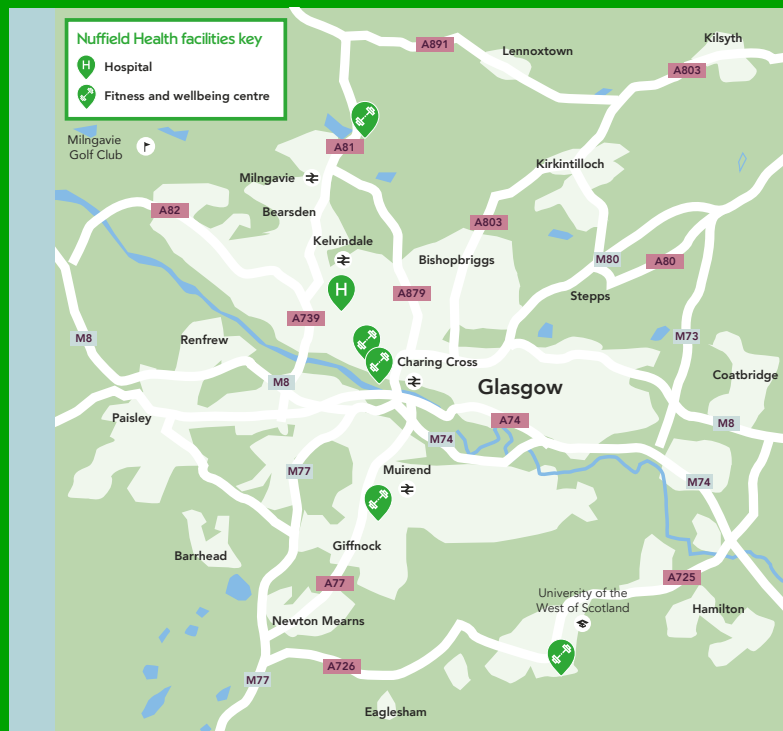 Nuffield Health facilities key
H Hospital
Fitness and wellbeing centre
A891
Lennoxtown
Kilsyth
A803
Milngavie
Golf Club
A81
Kirkintilloch
Milngavie
A82
Bearsden
A803
Kelvindale
Bishopbriggs
M80
A80
H
A879
Stepps
A739
M8
Renfrew
M73
Charing Cross
Coatbridge
M8
Glasgow
Paisley
A74
M8
M74
M77
Muirend
M74
Giffnock
Barrhead
A77
A725
University of the
West of Scotland
Hamilton
Newton Mearns
A726
M77
Eaglesham